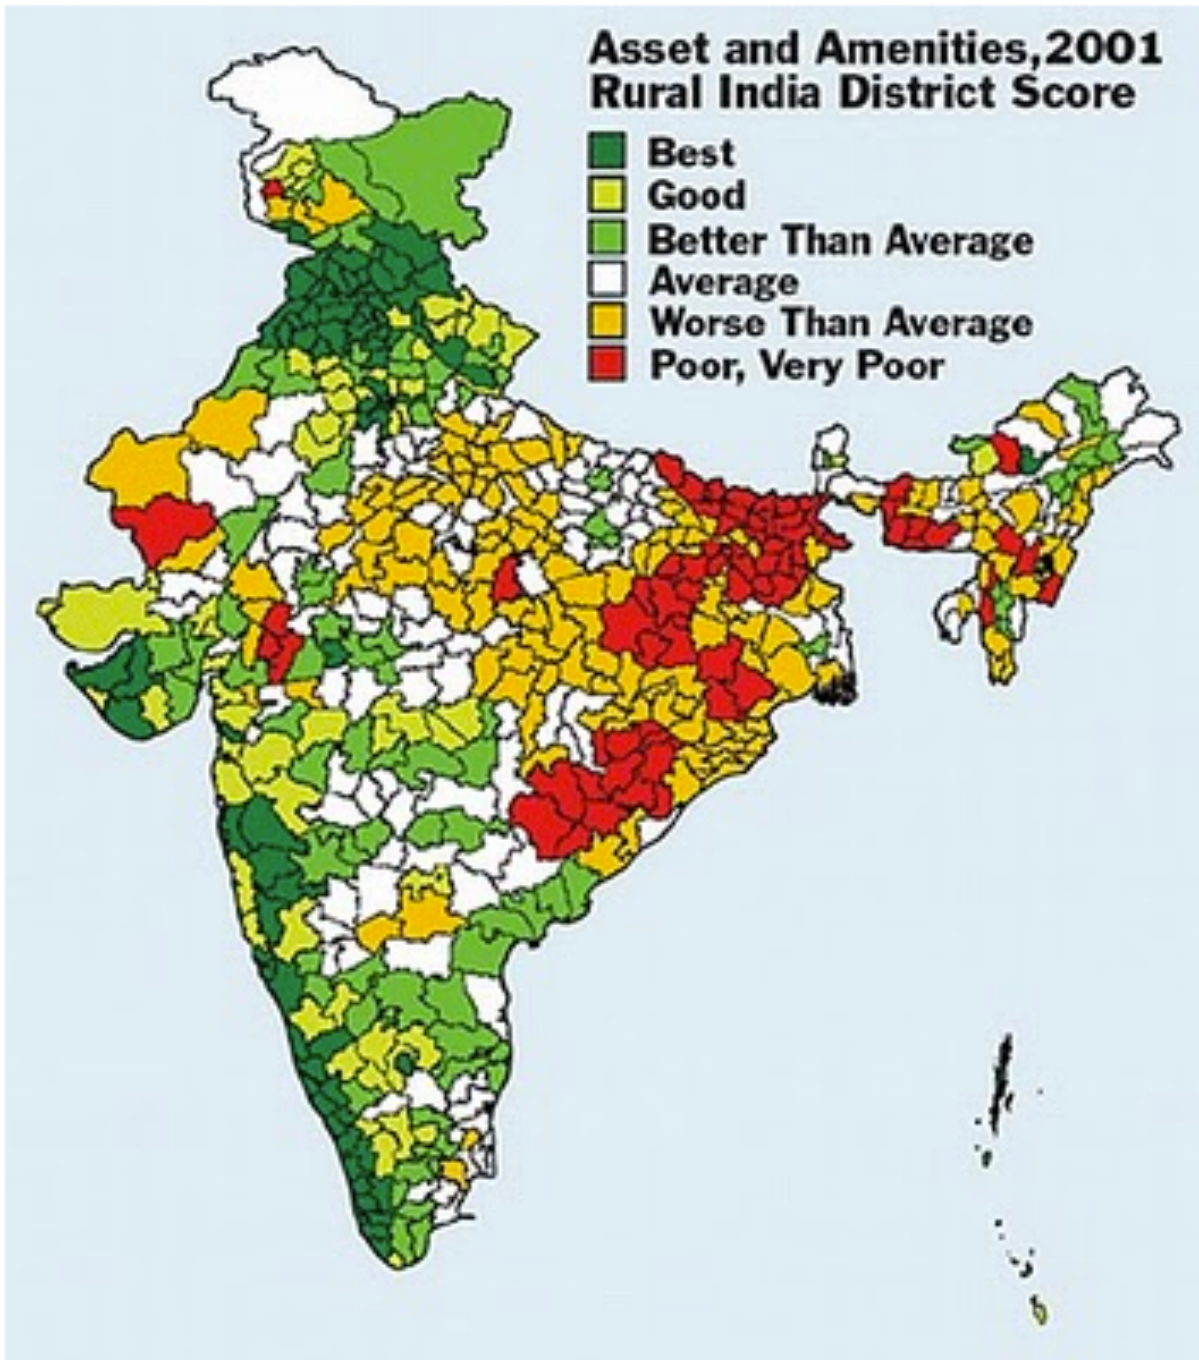 Asset and Amenities,2001
Rural India District Score
Best
Good
Better Than Average
Average
Worse Than Average
Poor, Very Poor